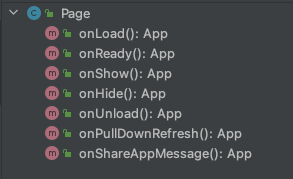 Page
onLoad(): App
onReady(): App
onShow(): App
onHide(): App
onUnload(): App
onPullDownRefresh(): App
onShareAppMessage(): App